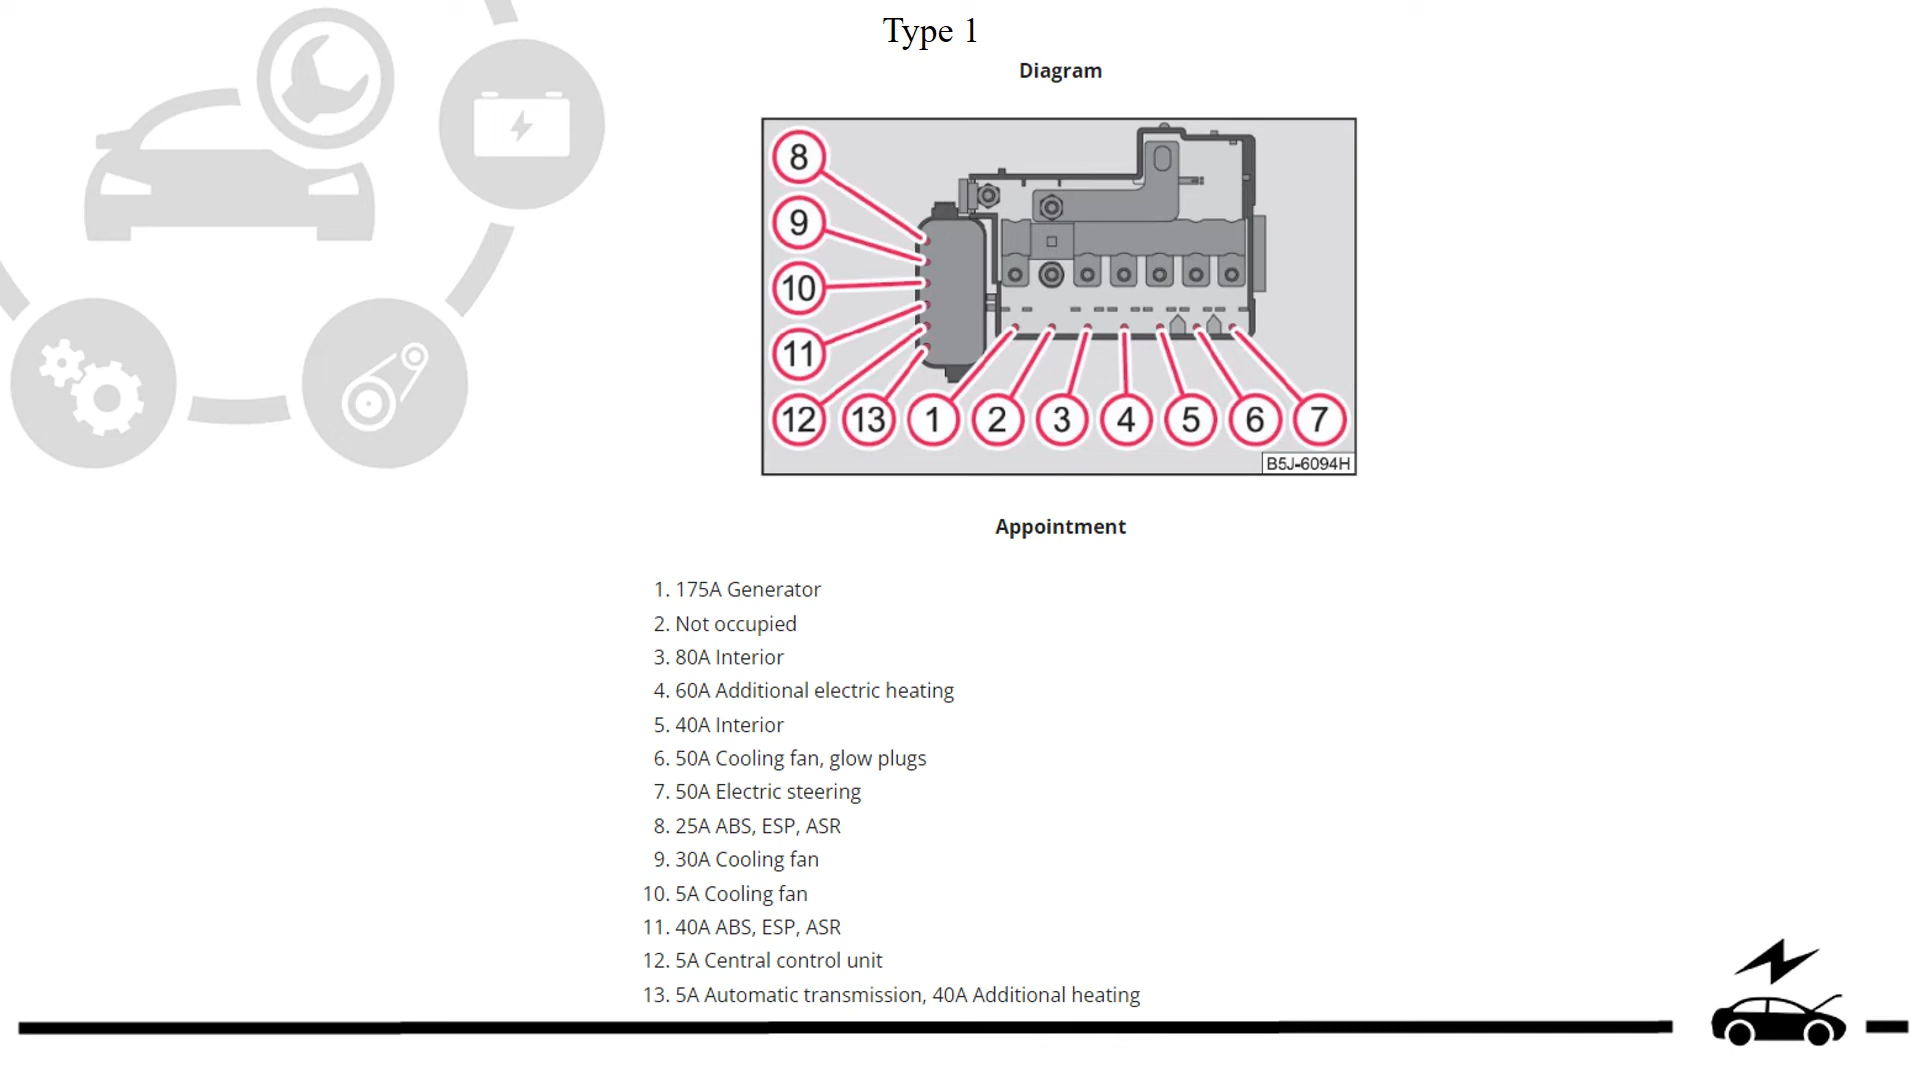 Type 1
Diagram
8
9
10
11
12 13 1 2 3 4 5 6 7
B5J-6094H
Appointment
1. 175A Generator
2. Not occupied
3. 80A Interior
4. 60A Additional electric heating
5. 40A Interior
6. 50A Cooling fan, glow plugs
7. 50A Electric steering
8. 25A ABS, ESP, ASR
9. 30A Cooling fan
10. 5A Cooling fan
11. 40A ABS, ESP, ASR
12. 5A Central control unit
13. 5A Automatic transmission, 40A Additional heating